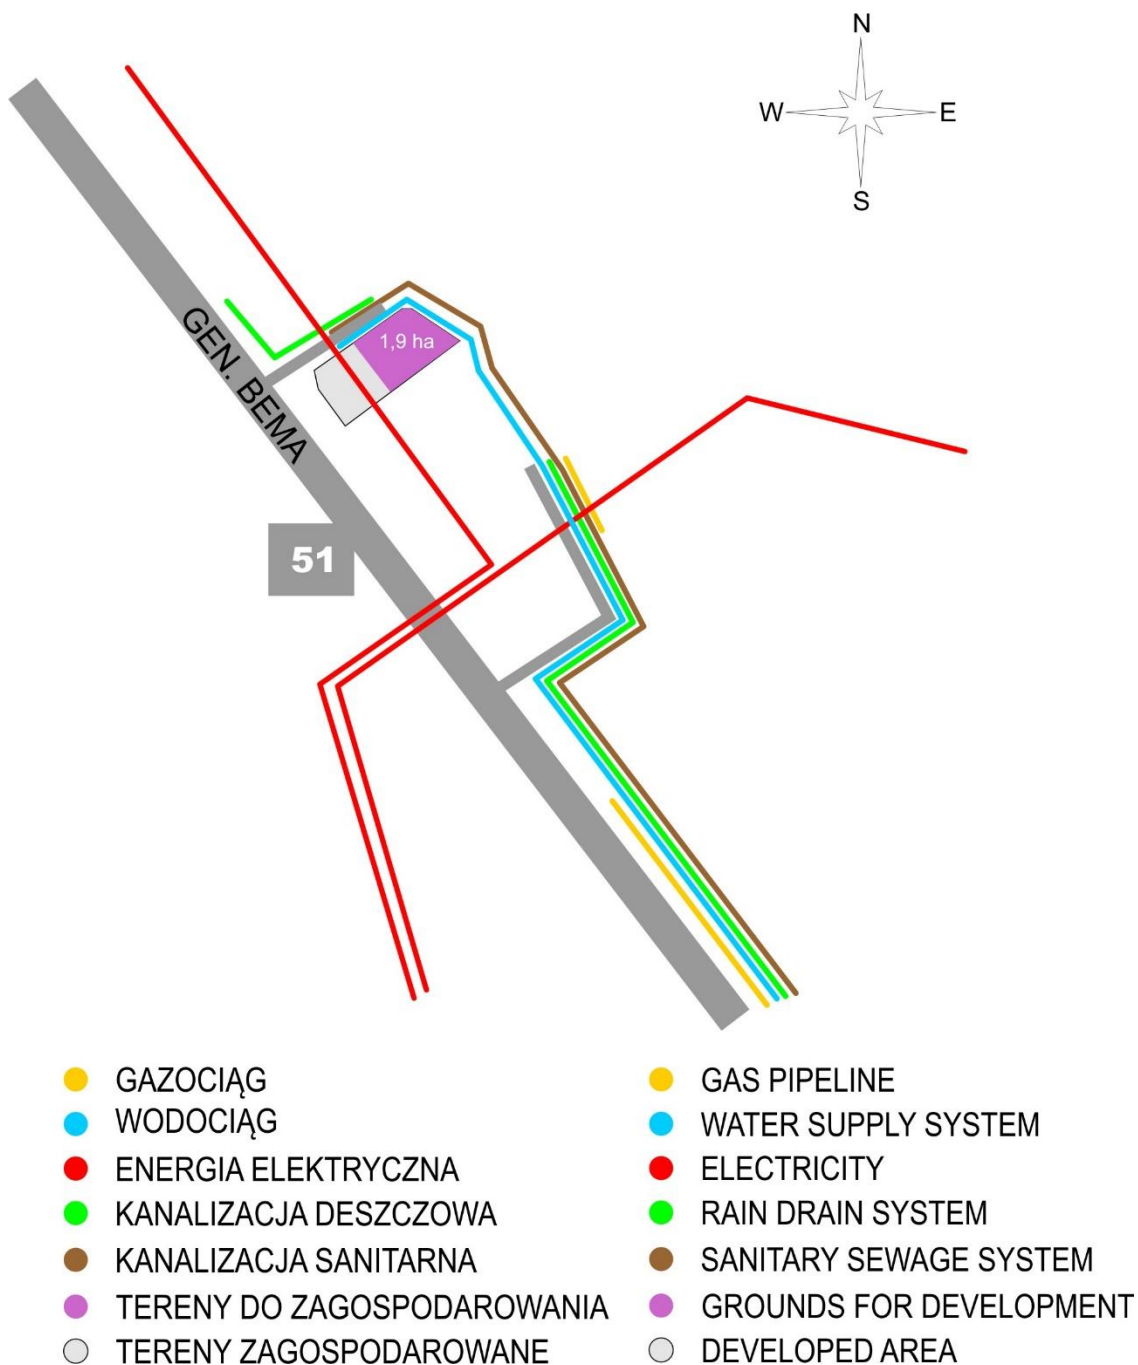 N
W E
S
1,9 ha
GEN. BEMA
51
GAZOCIĄG
WODOCIĄG
ENERGIA ELEKTRYCZNA
KANALIZACJA DESZCZOWA
KANALIZACJA SANITARNA
TERENY DO ZAGOSPODAROWANIA
TERENY ZAGOSPODAROWANE
GAS PIPELINE
WATER SUPPLY SYSTEM
ELECTRICITY
RAIN DRAIN SYSTEM
SANITARY SEWAGE SYSTEM
GROUNDS FOR DEVELOPMENT
DEVELOPED AREA